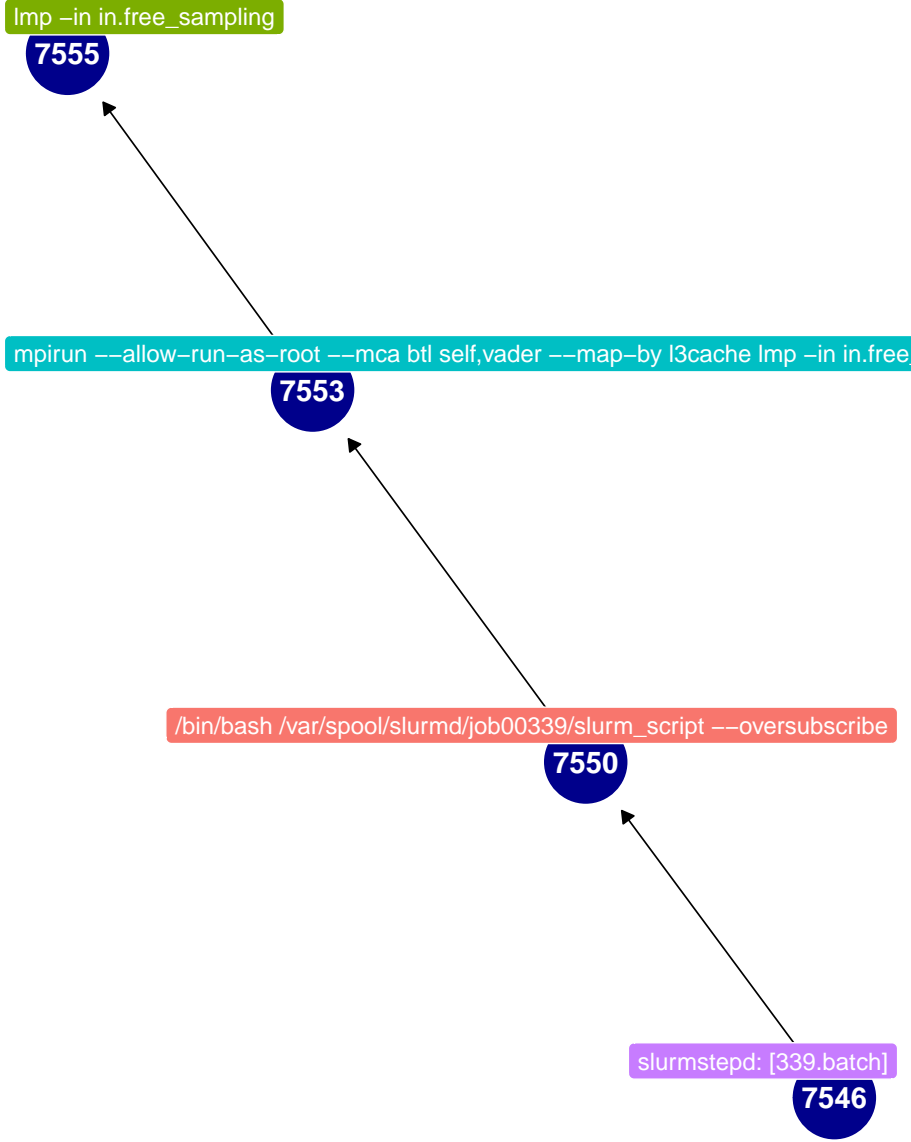 lmp −in in.free_sampling
7555
mpirun −−allow−run−as−root −−mca btl self,vader −−map−by l3cache lmp −in in.free_
7553
/bin/bash /var/spool/slurmd/job00339/slurm_script −−oversubscribe
7550
slurmstepd: [339.batch]
7546